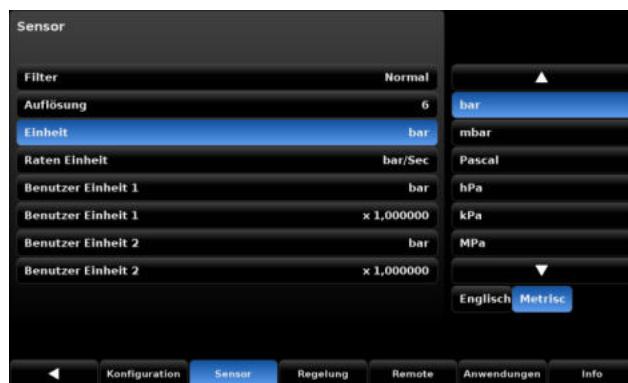 Sensor
Filter Normal
Auflösung 6
Einheit bar
Raten Einheit bar/Sec
Benutzer Einheit 1 bar
Benutzer Einheit 1 x 1,000000
Benutzer Einheit 2 bar
Benutzer Einheit 2 x 1,000000
bar
mbar
Pascal
hPa
kPa
MPa
Englisch Metrisc
Konfiguration Sensor Regelung Remote Anwendungen Info